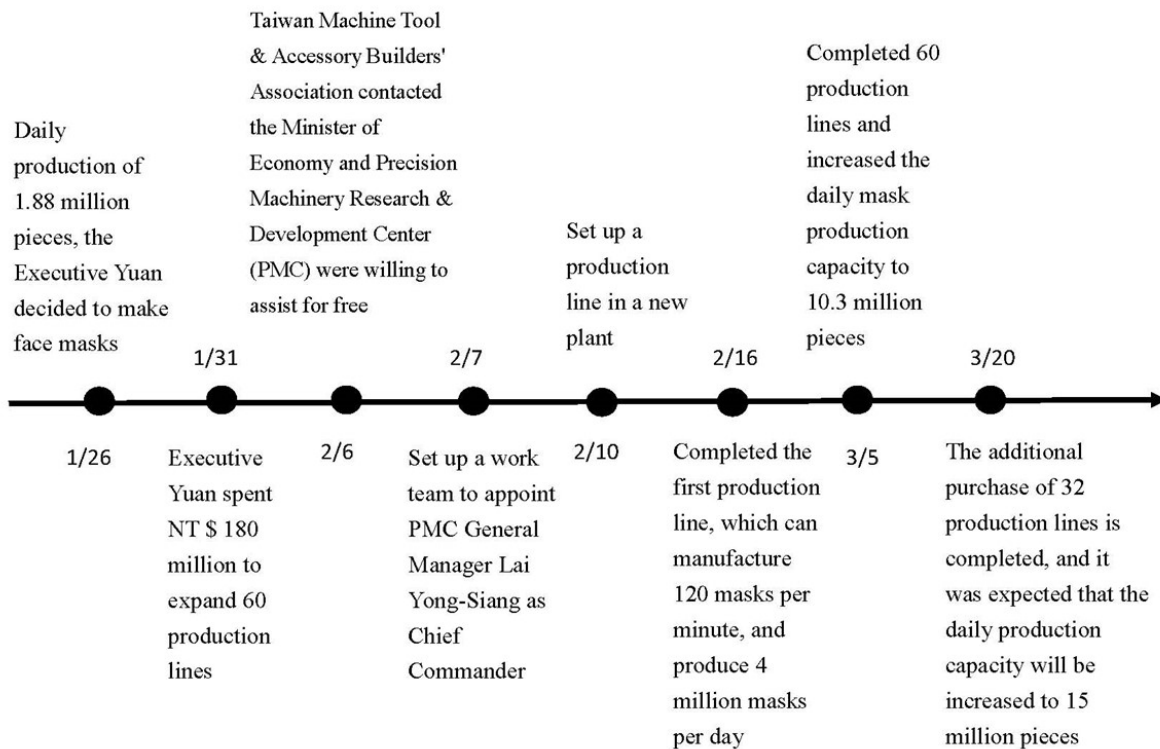 Daily
production of
1.88 million
pieces, the
Executive Yuan
decided to make
face masks
1/26
1/31
Executive
Yuan spent
NT $ 180
million to
expand 60
production
lines
Taiwan Machine Tool
& Accessory Builders'
Association contacted
the Minister of
Economy and Precision
Machinery Research &
Development Center
(PMC) were willing to
assist for free
2/6
2/7
Set up a work
team to appoint
PMC General
Manager Lai
Yong-Siang as
Chief
Commander
Set up a
production
line in a new
plant
2/10
2/16
Completed the
first production
line, which can
manufacture
120 masks per
minute, and
produce 4
million masks
per day
Completed 60
production
lines and
increased the
daily mask
production
capacity to
10.3 million
pieces
3/5
3/20
The additional
purchase of 32
production lines is
completed, and it
was expected that the
daily production
capacity will be
increased to 15
million pieces